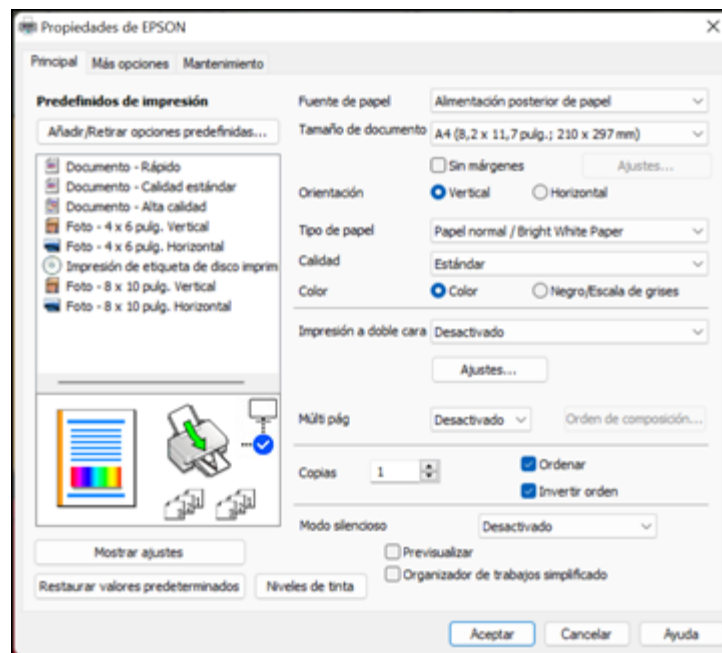 Propiedades de EPSON
Principal Más opciones Mantenimiento
Predefinidos de impresión
Añadir/Retirar opciones predefinidas...
Documento - Rápido
Documento - Calidad estándar
Documento - Alta calidad
Foto - 4 x 6 pulg. Vertical
Foto - 4 x 6 pulg. Horizontal
Impresión de etiqueta de disco imprim
Foto - 8 x 10 pulg. Vertical
Foto - 8 x 10 pulg. Horizontal
Mostrar ajustes
Restaurar valores predeterminados Niveles de tinta
Fuente de papel Alimentación posterior de papel
Tamaño de documento A4 (8,2 x 11,7 pulg.; 210 x 297 mm)
Sin márgenes Ajustes...
Orientación Vertical Horizontal
Tipo de papel Papel normal / Bright White Paper
Calidad Estándar
Color Color Negro/Escala de grises
Impresión a doble cara Desactivado
Ajustes...
Múlti pág Desactivado Orden de composición...
Copias 1 Ordenar
Invertir orden
Modo silencioso Desactivado
Previsualizar
Organizador de trabajos simplificado
Aceptar Cancelar Ayuda